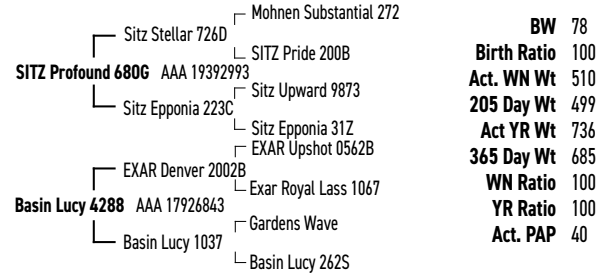 Mohnen Substantial 272
Sitz Stellar 726D
SITZ Pride 200B
SITZ Profound 680G AAA 19392993
Sitz Upward 9873
Sitz Epponia 223C
Sitz Epponia 31Z
EXAR Upshot 0562B
EXAR Denver 2002B
Exar Royal Lass 1067
Basin Lucy 4288 AAA 17926843
Gardens Wave
Basin Lucy 1037
Basin Lucy 262S
BW 78
Birth Ratio 100
Act. WN Wt 510
205 Day Wt 499
Act YR Wt 736
365 Day Wt 685
WN Ratio 100
YR Ratio 100
Act. PAP 40